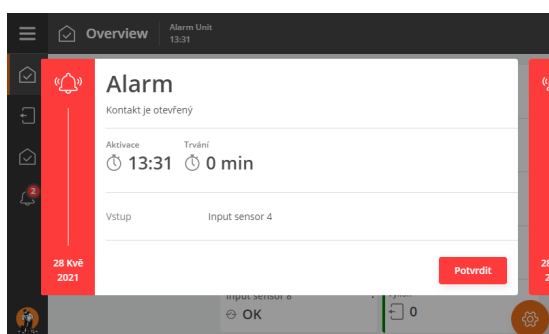 Overview
Alarm Unit
13:31
Alarm
Kontakt je otevřený
Aktivace
Trvání
13:31
0 min
Vstup
Input sensor 4
28 Kvě
2021
Potvrdit
2
Input sensor 8
OK
0